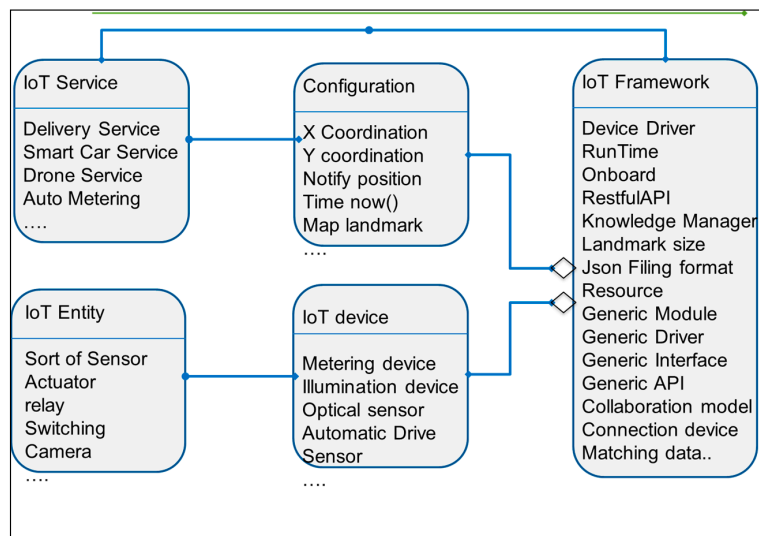 IoT Service
Delivery Service
Smart Car Service
Drone Service
Auto Metering
....
Configuration
X Coordination
Y coordination
Notify position
Time now()
Map landmark
....
IoT Framework
Device Driver
RunTime
Onboard
RestfulAPI
Knowledge Manager
Landmark size
Json Filing format
Resource
Generic Module
Generic Driver
Generic Interface
Generic API
Collaboration model
Connection device
Matching data..
IoT Entity
Sort of Sensor
Actuator
relay
Switching
Camera
....
IoT device
Metering device
Illumination device
Optical sensor
Automatic Drive
Sensor
....